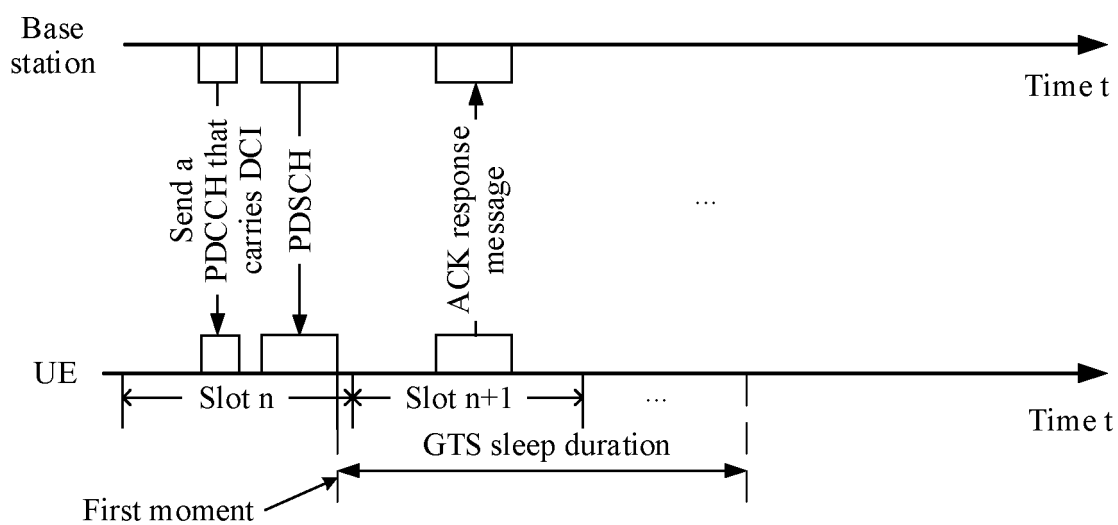 Base
station
Time t
Send a
PDCCH that
carries DCI
PDSCH
ACK response
message
...
UE
Slot n
Slot n+1
...
Time t
GTS sleep duration
First moment